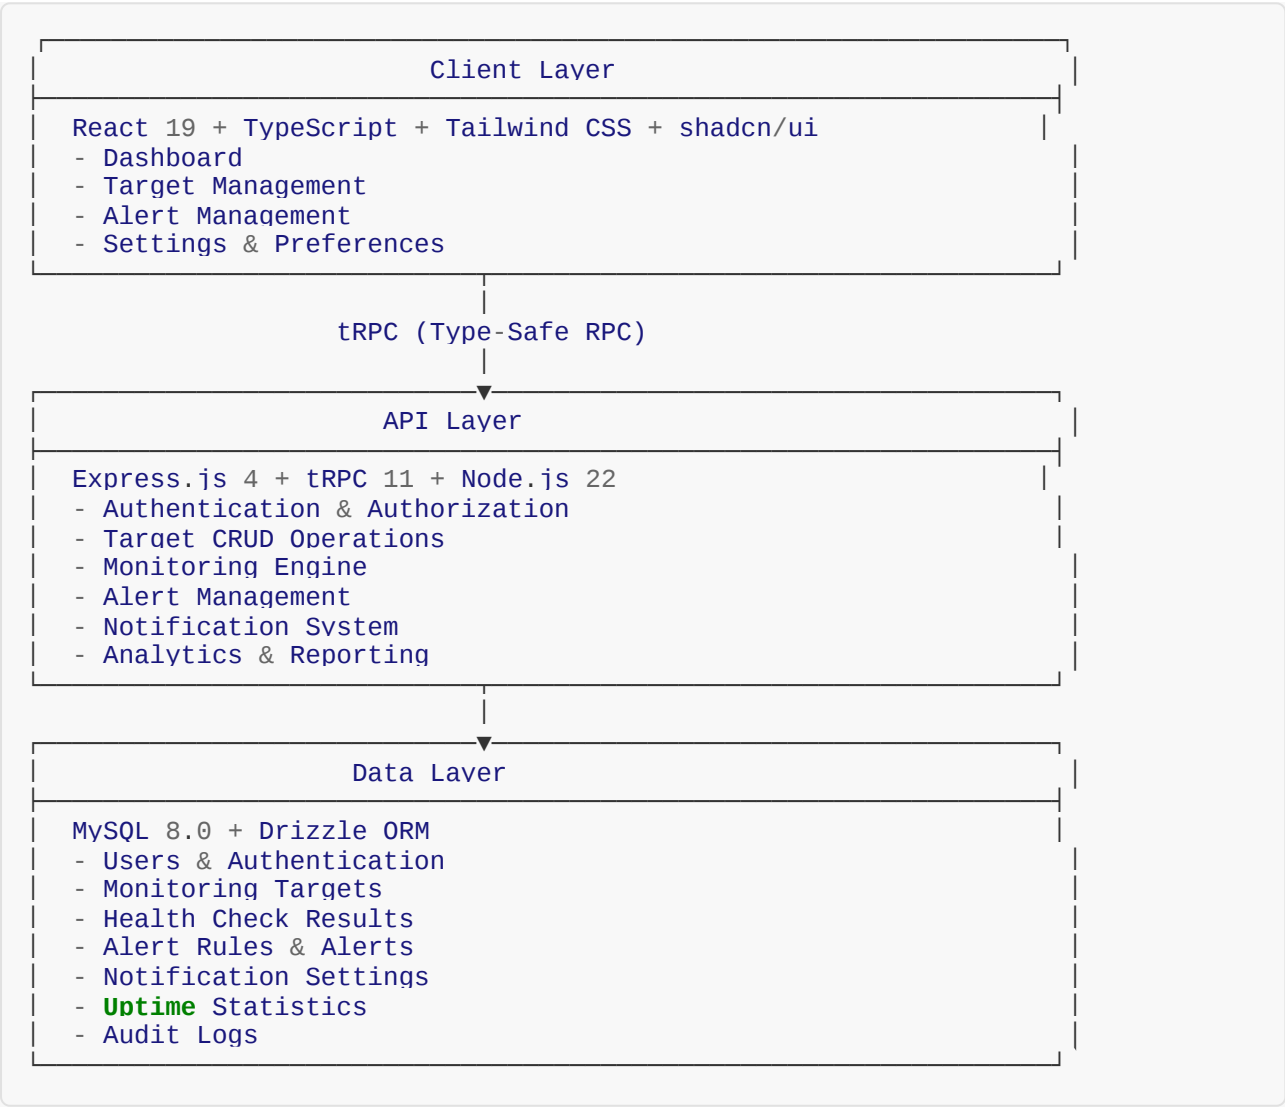 Client Layer
React 19 + TypeScript + Tailwind CSS + shadcn/ui
- Dashboard
- Target Management
- Alert Management
- Settings & Preferences
tRPC (Type-Safe RPC)
API Layer
Express.js 4 + tRPC 11 + Node.js 22
- Authentication & Authorization
- Target CRUD Operations
- Monitoring Engine
- Alert Management
- Notification System
- Analytics & Reporting
Data Layer
MySQL 8.0 + Drizzle ORM
- Users & Authentication
- Monitoring Targets
- Health Check Results
- Alert Rules & Alerts
- Notification Settings
- Uptime Statistics
- Audit Logs